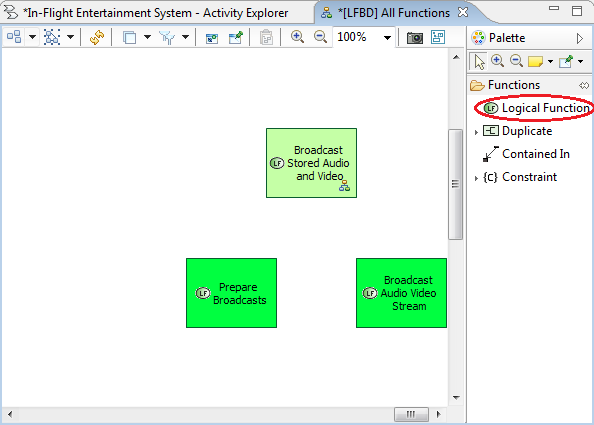 *In-Flight Entertainment System - Activity Explorer
*[LFBD] All Functions
100%
Palette
Functions
LF Logical Function
Duplicate
Contained In
{c} Constraint
Broadcast
LF Stored Audio
and Video
LF Prepare
Broadcasts
Broadcast
LF Audio Video
Stream